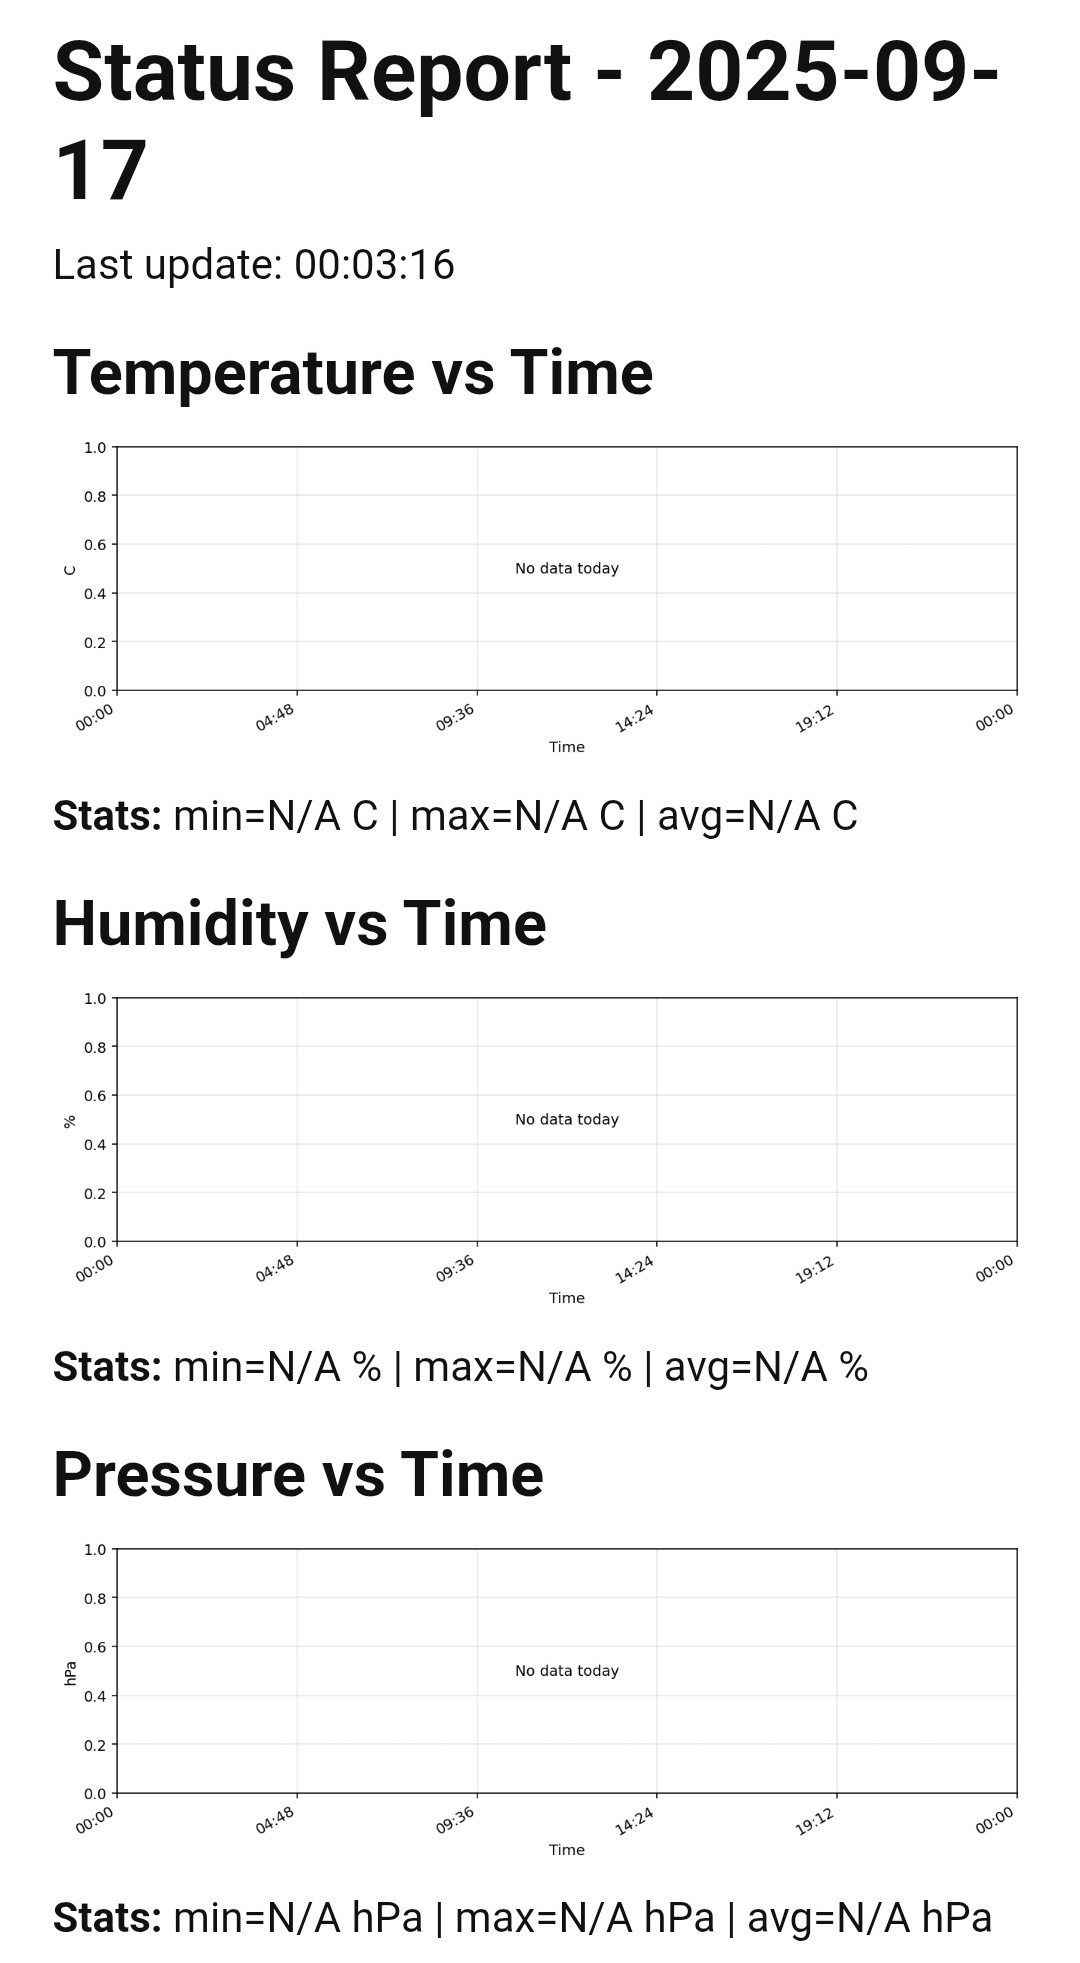 Status Report - 2025-09-
17
Last update: 00:03:16
Temperature vs Time
1.0
0.8
0.6
C
No data today
0.4
0.2
0.0
00:00 04:48 09:36 14:24 19:12 00:00
Time
Stats: min=N/A C | max=N/A C | avg=N/A C
Humidity vs Time
1.0
0.8
0.6
%
No data today
0.4
0.2
0.0
00:00 04:48 09:36 14:24 19:12 00:00
Time
Stats: min=N/A % | max=N/A % | avg=N/A %
Pressure vs Time
1.0
0.8
0.6
hPa
No data today
0.4
0.2
0.0
00:00 04:48 09:36 14:24 19:12 00:00
Time
Stats: min=N/A hPa | max=N/A hPa | avg=N/A hPa